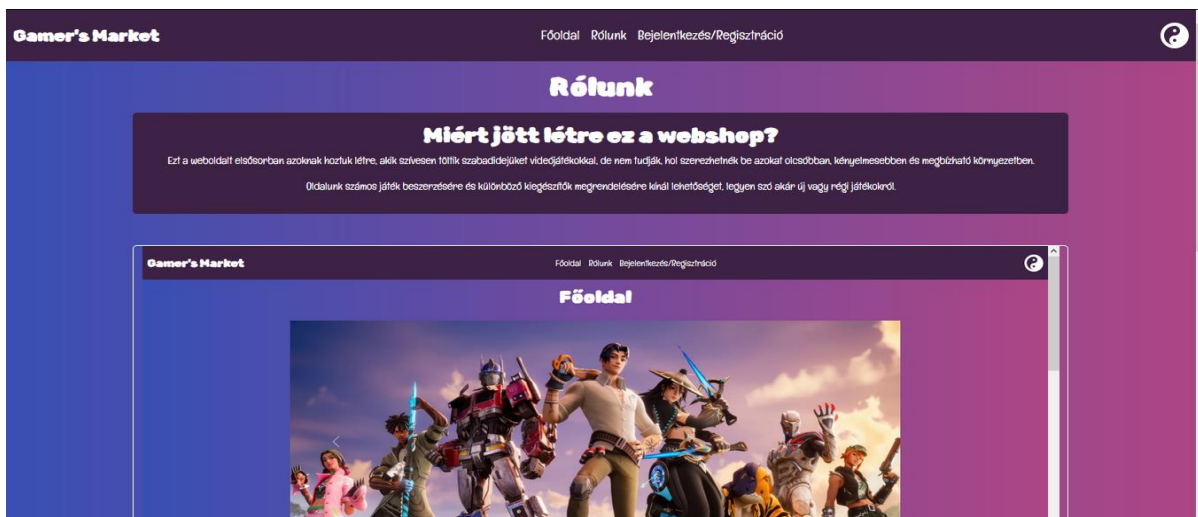 Gamer's Market
Főoldal Rólunk Bejelentkezés/Regisztráció
Rólunk
Miért jött létre ez a webshop?
Ezt a weboldalt elsősorban azoknak hoztuk létre, akik szívesen töltik szabadidejüket videójátékokkal, de nem tudják, hol szerezhetnék be azokat olcsóbban, kényelmesebben és megbízható környezetben.
Oldalunk számos játék beszerzésére és különböző kiegészítők megrendelésére kínál lehetőséget, legyen szó akár új vagy régi játékokról.
Gamer's Market
Főoldal Rólunk Bejelentkezés/Regisztráció
Főoldal